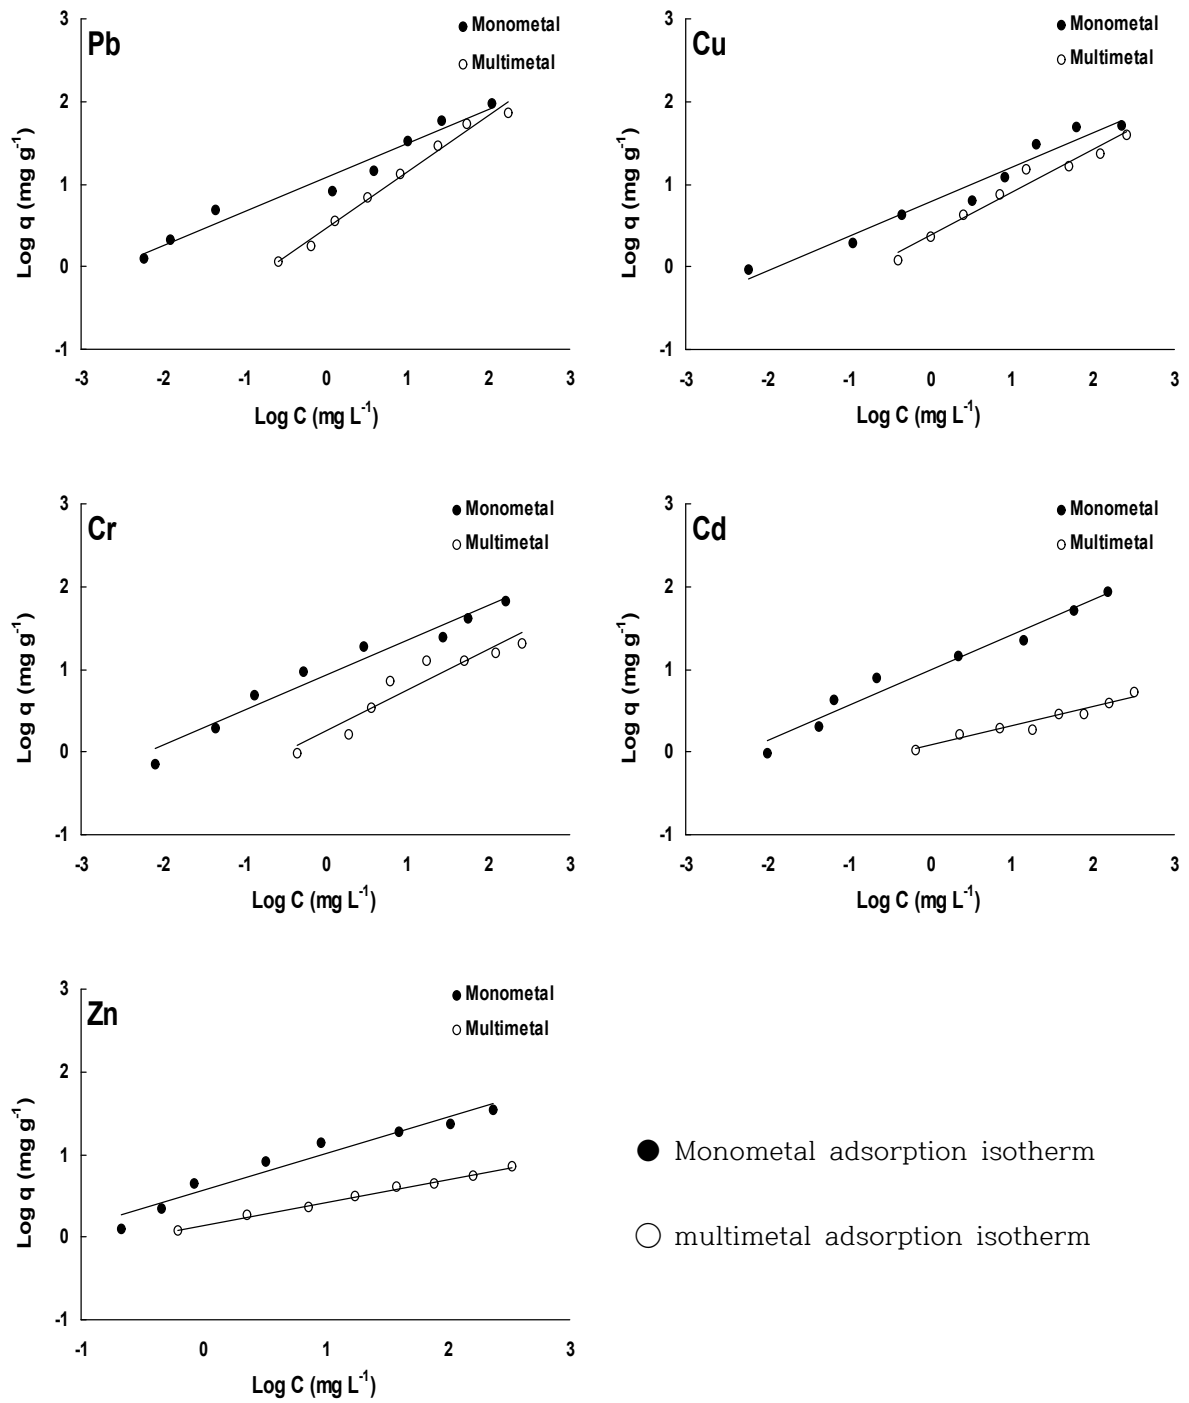 Pb
Monometal
Multimetal
3
2
1
0
-1
-3 -2 -1 0 1 2 3
Log q (mg g-1)
Log C (mg L-1)
Cu
Monometal
Multimetal
3
2
1
0
-1
-3 -2 -1 0 1 2 3
Log q (mg g-1)
Log C (mg L-1)
Cr
Monometal
Multimetal
3
2
1
0
-1
-3 -2 -1 0 1 2 3
Log q (mg g-1)
Log C (mg L-1)
Cd
Monometal
Multimetal
3
2
1
0
-1
-3 -2 -1 0 1 2 3
Log q (mg g-1)
Log C (mg L-1)
Zn
Monometal
Multimetal
3
2
1
0
-1
-1 0 1 2 3
Log q (mg g-1)
Log C (mg L-1)
Monometal adsorption isotherm
multimetal adsorption isotherm